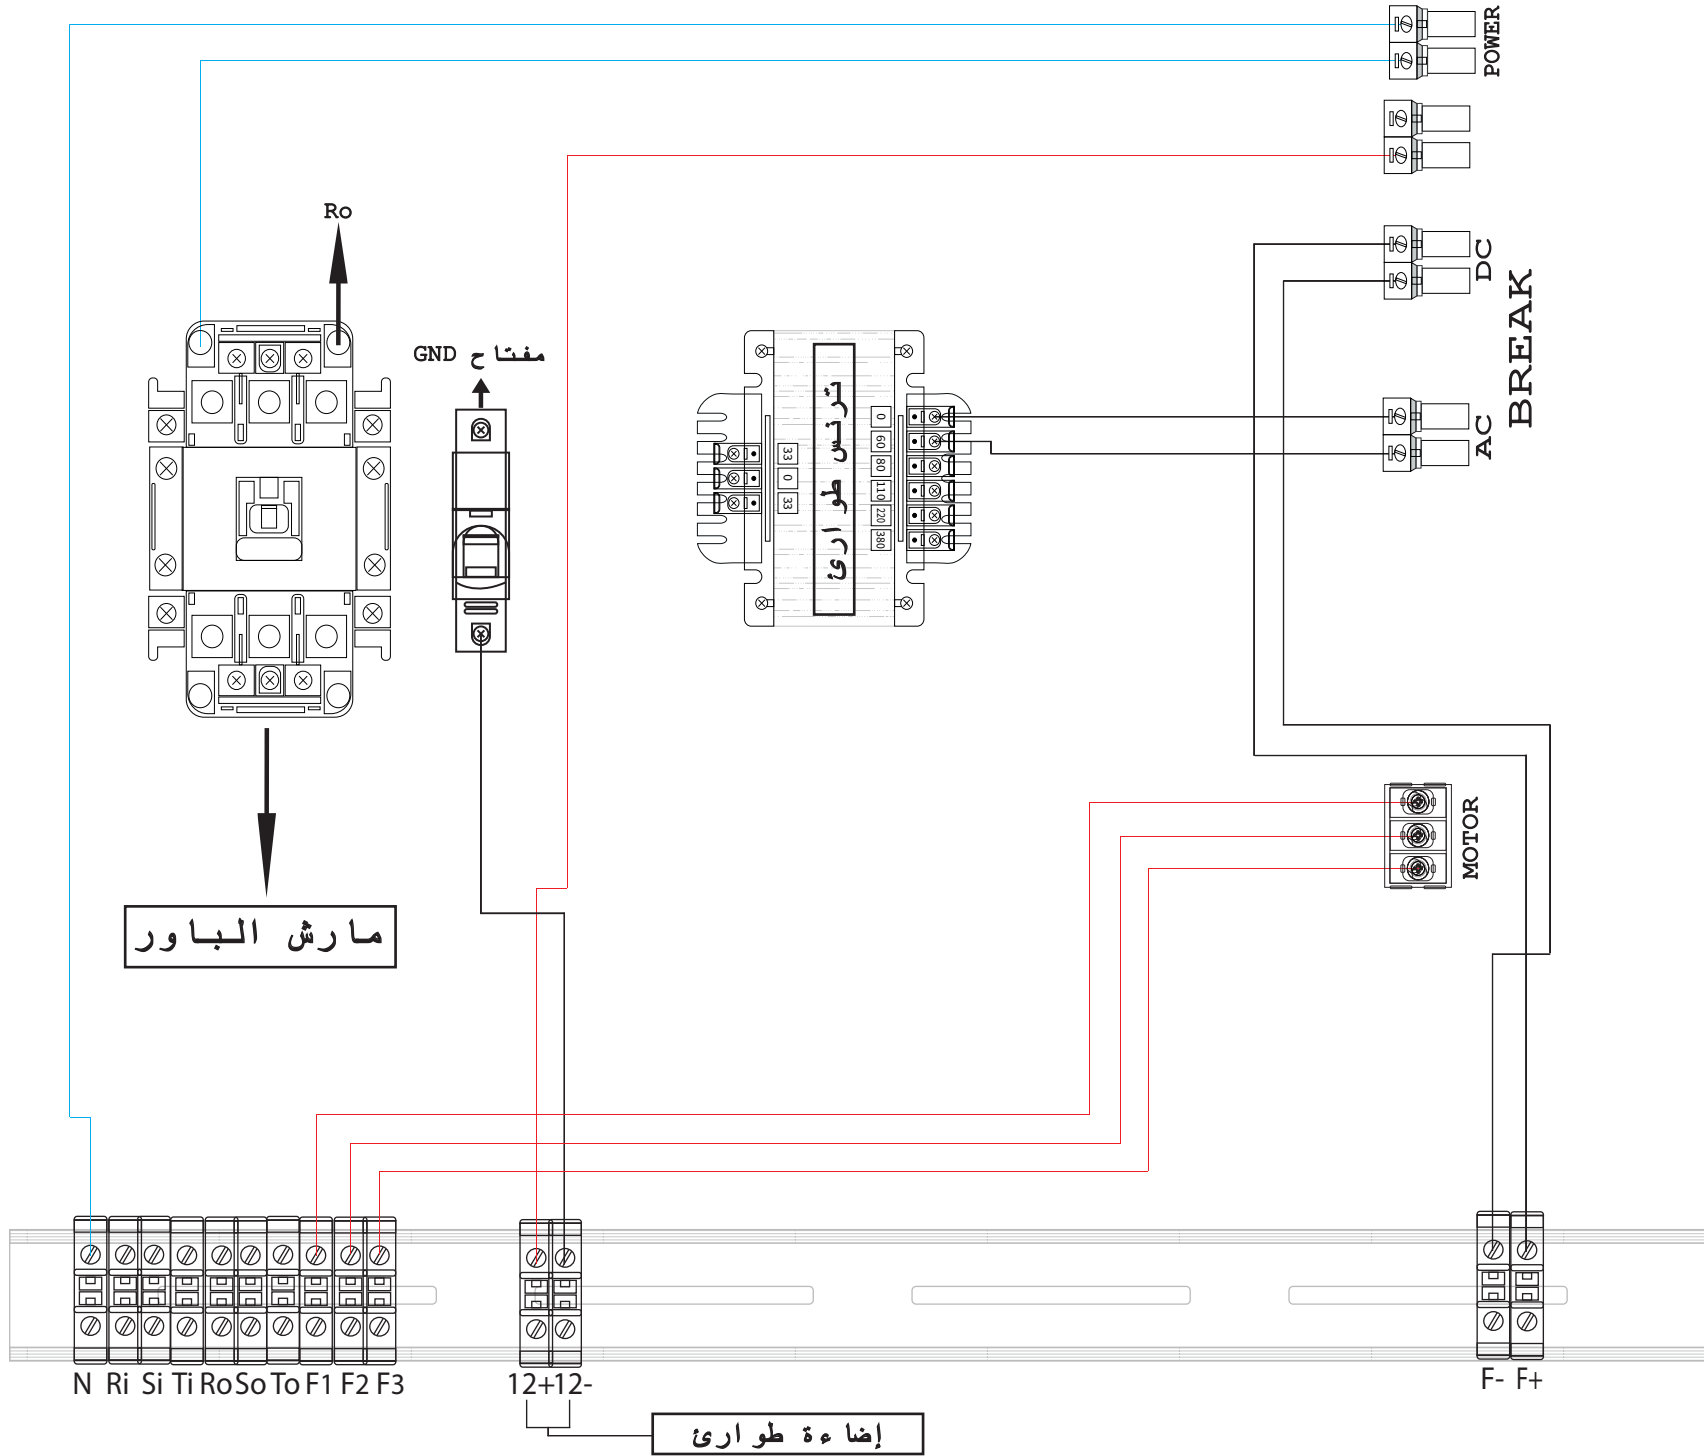 POWER
Ro
GND مفتاح
DC
BREAK
AC
ترنس طوارئ
33
0
33
0
60
80
110
220
380
MOTOR
مارش الباور
N Ri Si Ti Ro So To F1 F2 F3
12+ 12-
F- F+
إضاءة طوارئ